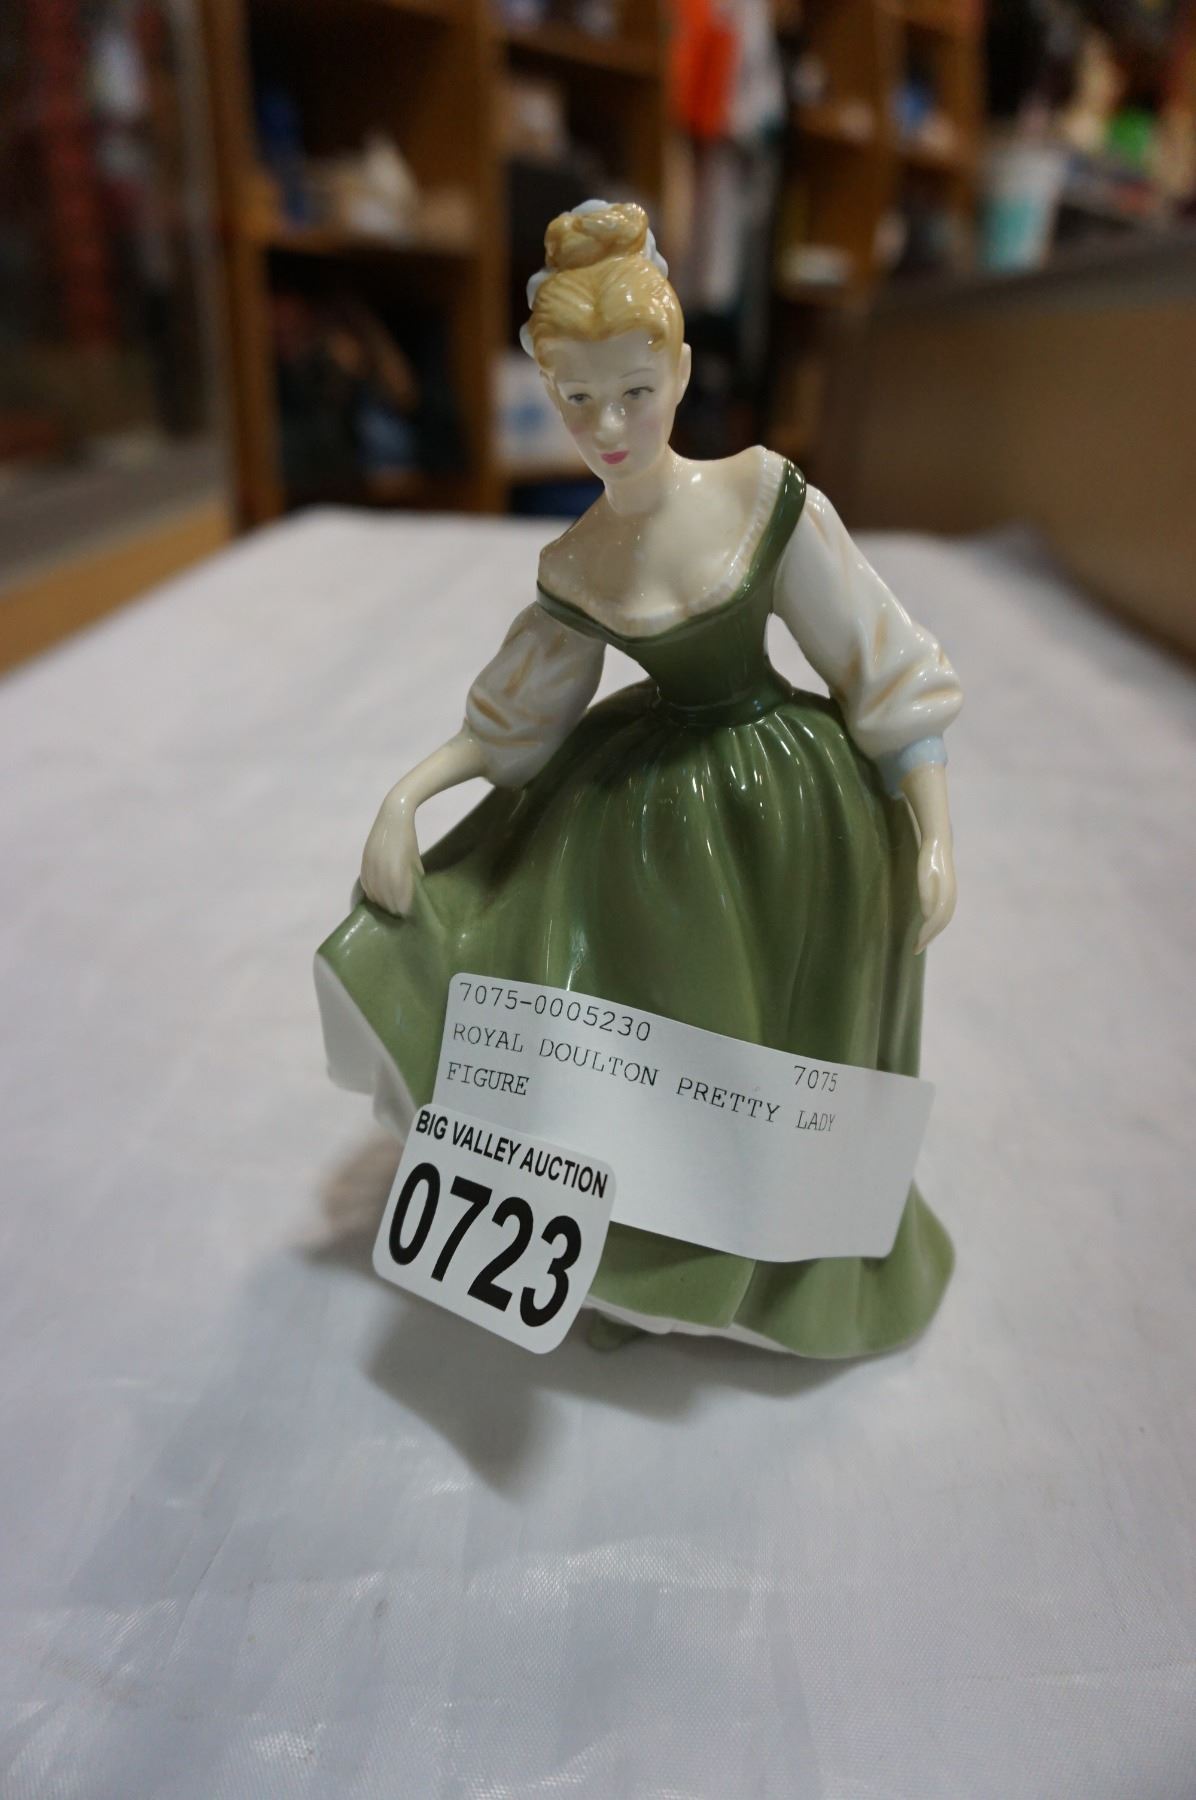 7075-0005230
7075
ROYAL DOULTON PRETTY LADY
FIGURE
BIG VALLEY AUCTION
0723